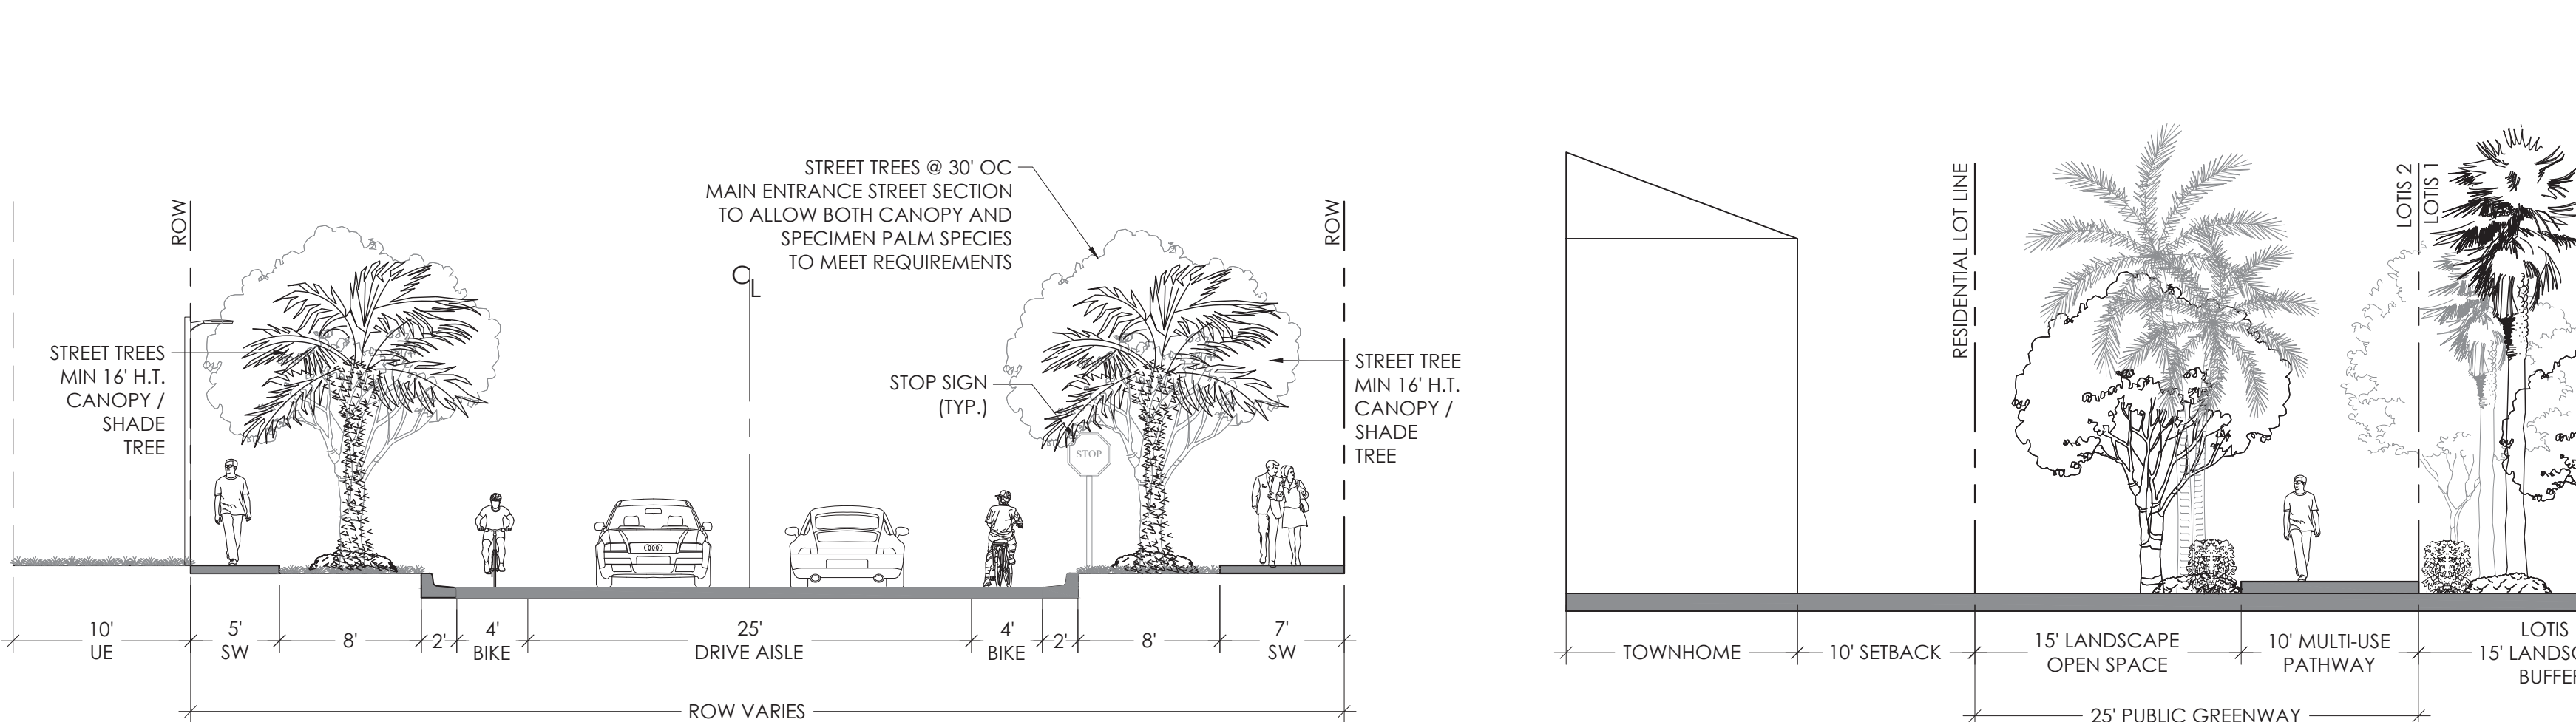 ROW
STREET TREES
MIN 16' H.T.
CANOPY /
SHADE
TREE
STREET TREES @ 30' OC
MAIN ENTRANCE STREET SECTION
TO ALLOW BOTH CANOPY AND
SPECIMEN PALM SPECIES
TO MEET REQUIREMENTS
CL
STOP SIGN
(TYP.)
STOP
ROW
STREET TREE
MIN 16' H.T.
CANOPY /
SHADE
TREE
10'
UE
5'
SW
8'
2'
4'
BIKE
25'
DRIVE AISLE
4'
BIKE
2'
8'
7'
SW
ROW VARIES
RESIDENTIAL LOT LINE
LOTIS 2
LOTIS 1
TOWNHOME
10' SETBACK
15' LANDSCAPE
OPEN SPACE
10' MULTI-USE
PATHWAY
LOTIS
15' LANDSC
BUFFER
25' PUBLIC GREENWAY